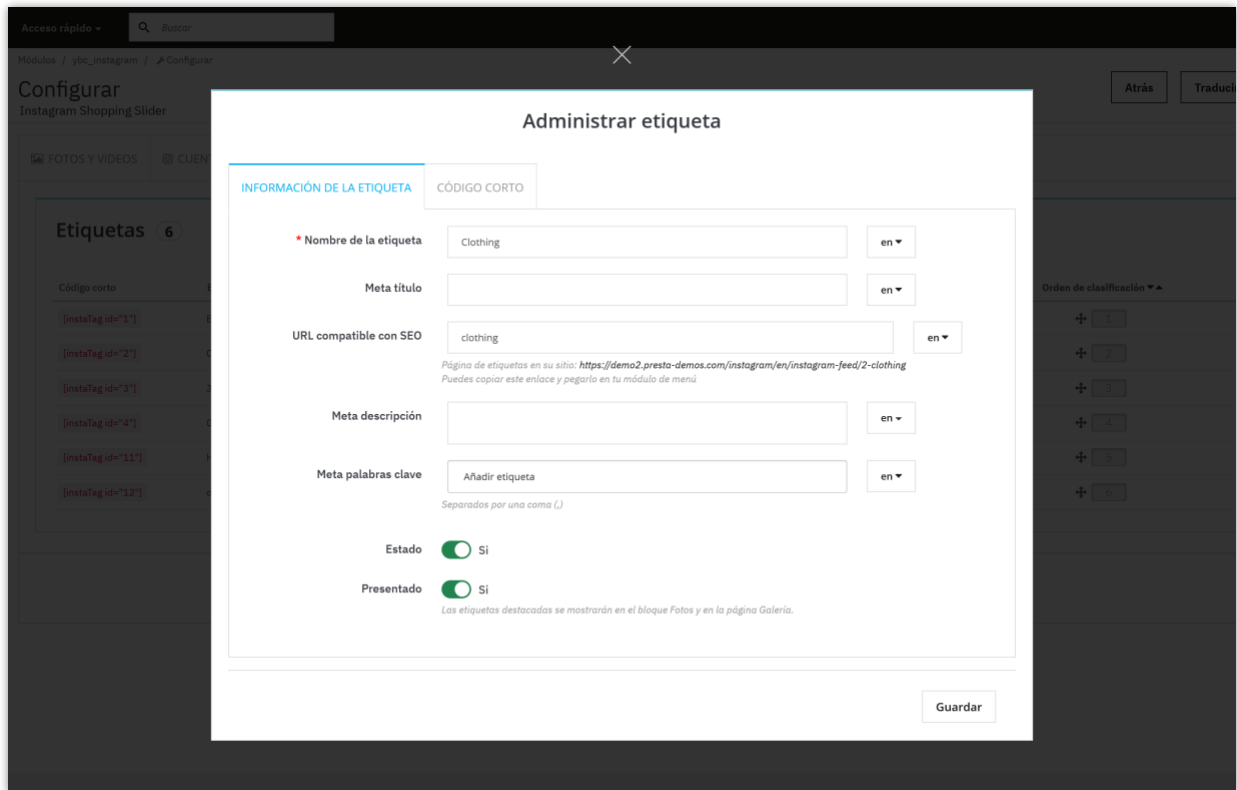 Acceso rápido
Buscar
Módulos / ybc_instagram / Configurar
Configurar
Instagram Shopping Slider
Atrás
FOTOS Y VIDEOS
Administrar etiqueta
INFORMACIÓN DE LA ETIQUETA
CÓDIGO CORTO
Etiquetas 6
* Nombre de la etiqueta
Clothing
en
Código corto
Orden de clasificación
Meta título
en
[instaTag id="1"]
1
URL compatible con SEO
clothing
en
[instaTag id="2"]
2
Página de etiquetas en su sitio: https://demo2.presta-demos.com/instagram/en/instagram-feed/2-clothing
Puedes copiar este enlace y pegarlo en tu módulo de menú
[instaTag id="3"]
3
Meta descripción
en
[instaTag id="4"]
4
[instaTag id="11"]
5
Meta palabras clave
Añadir etiqueta
en
[instaTag id="12"]
6
Separados por una coma (,)
Estado
Si
Presentado
Si
Las etiquetas destacadas se mostrarán en el bloque Fotos y en la página Galería.
Guardar